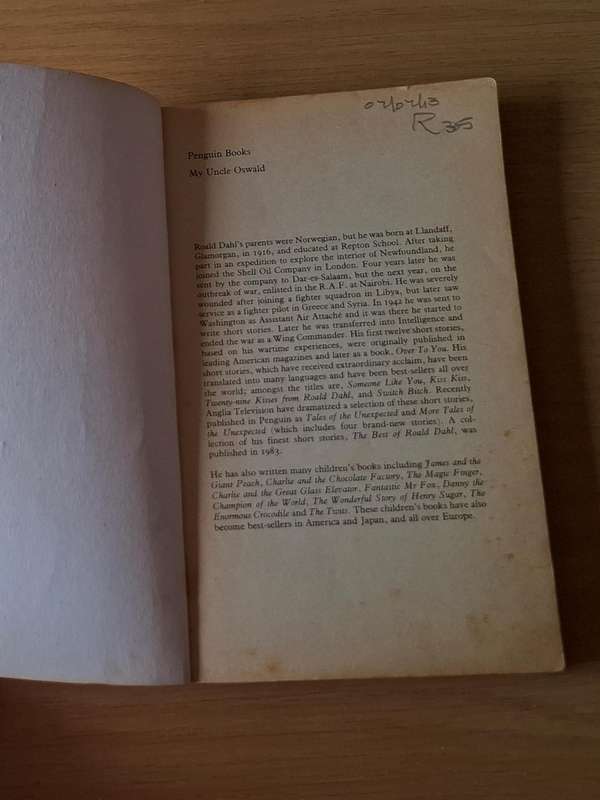 07/07/13
R 35
Penguin Books
My Uncle Oswald
Roald Dahl's parents were Norwegian, but he was born at Llandaff,
Glamorgan, in 1916, and educated at Repton School. After taking
part in an expedition to explore the interior of Newfoundland, he
joined the Shell Oil Company in London. Four years later he was
sent by the company to Dar-es-Salaam, but the next year, on the
outbreak of war, enlisted in the R.A.F. at Nairobi. He was severely
wounded after joining a fighter squadron in Libya, but later saw
service as a fighter pilot in Greece and Syria. In 1942 he was sent to
Washington as Assistant Air Attaché and it was there he started to
write short stories. Later he was transferred into Intelligence and
ended the war as a Wing Commander. His first twelve short stories,
based on his wartime experiences, were originally published in
leading American magazines and later as a book, Over To You. His
short stories, which have received extraordinary acclaim, have been
translated into many languages and have been best-sellers all over
the world; amongst the titles are, Someone Like You, Kiss Kiss,
Twenty-nine Kisses from Roald Dahl, and Switch Bitch. Recently
Anglia Television have dramatized a selection of these short stories,
published in Penguin as Tales of the Unexpected and More Tales of
the Unexpected (which includes four brand-new stories). A col-
lection of his finest short stories, The Best of Roald Dahl, was
published in 1983.
He has also written many children's books including James and the
Giant Peach, Charlie and the Chocolate Factory, The Magic Finger,
Charlie and the Great Glass Elevator, Fantastic Mr Fox, Danny the
Champion of the World, The Wonderful Story of Henry Sugar, The
Enormous Crocodile and The Twits. These children's books have also
become best-sellers in America and Japan, and all over Europe.